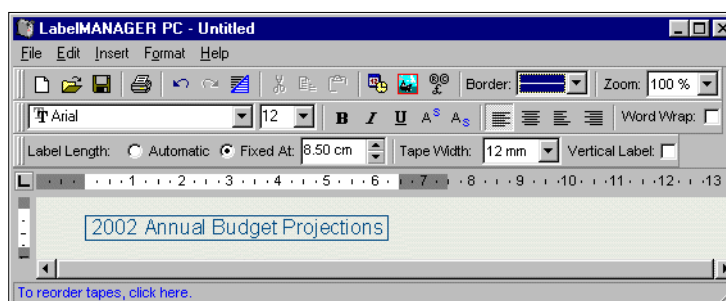 LabelMANAGER PC - Untitled
File Edit Insert Format Help
Border: Zoom: 100 %
Arial 12 B I U A S A S Word Wrap:
Label Length: Automatic Fixed At: 8.50 cm Tape Width: 12 mm Vertical Label:
L 1 2 3 4 5 6 7 8 9 10 11 12 13
2002 Annual Budget Projections
To reorder tapes, click here.